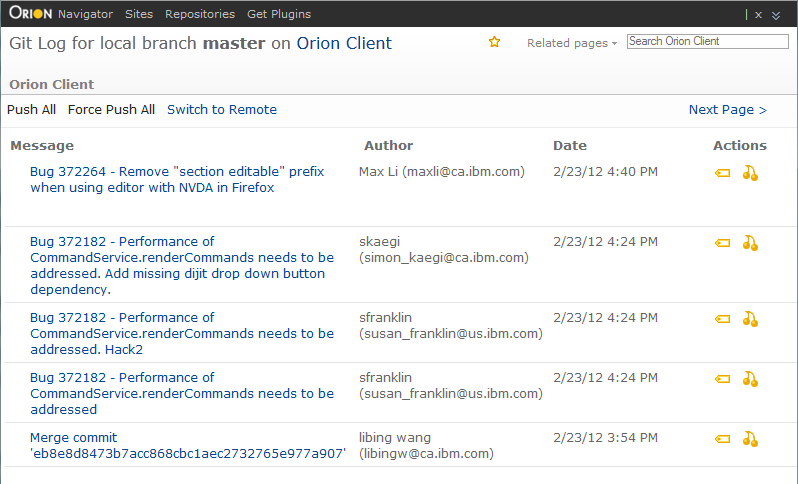 ORION Navigator Sites Repositories Get Plugins | x
Git Log for local branch master on Orion Client
Related pages
Search Orion Client
Orion Client
Push All Force Push All Switch to Remote Next Page >
Message Author Date Actions
Bug 372264 - Remove "section editable" prefix Max Li (maxli@ca.ibm.com) 2/23/12 4:40 PM
when using editor with NVDA in Firefox
Bug 372182 - Performance of skaegi 2/23/12 4:24 PM
CommandService.renderCommands needs to be (simon_kaegi@ca.ibm.com)
addressed. Add missing dijit drop down button
dependency.
Bug 372182 - Performance of sfranklin 2/23/12 4:24 PM
CommandService.renderCommands needs to be (susan_franklin@us.ibm.com)
addressed. Hack2
Bug 372182 - Performance of sfranklin 2/23/12 4:24 PM
CommandService.renderCommands needs to be (susan_franklin@us.ibm.com)
addressed
Merge commit libing wang 2/23/12 3:54 PM
'eb8e8d8473b7acc868cbc1aec2732765e977a907' (libingw@ca.ibm.com)